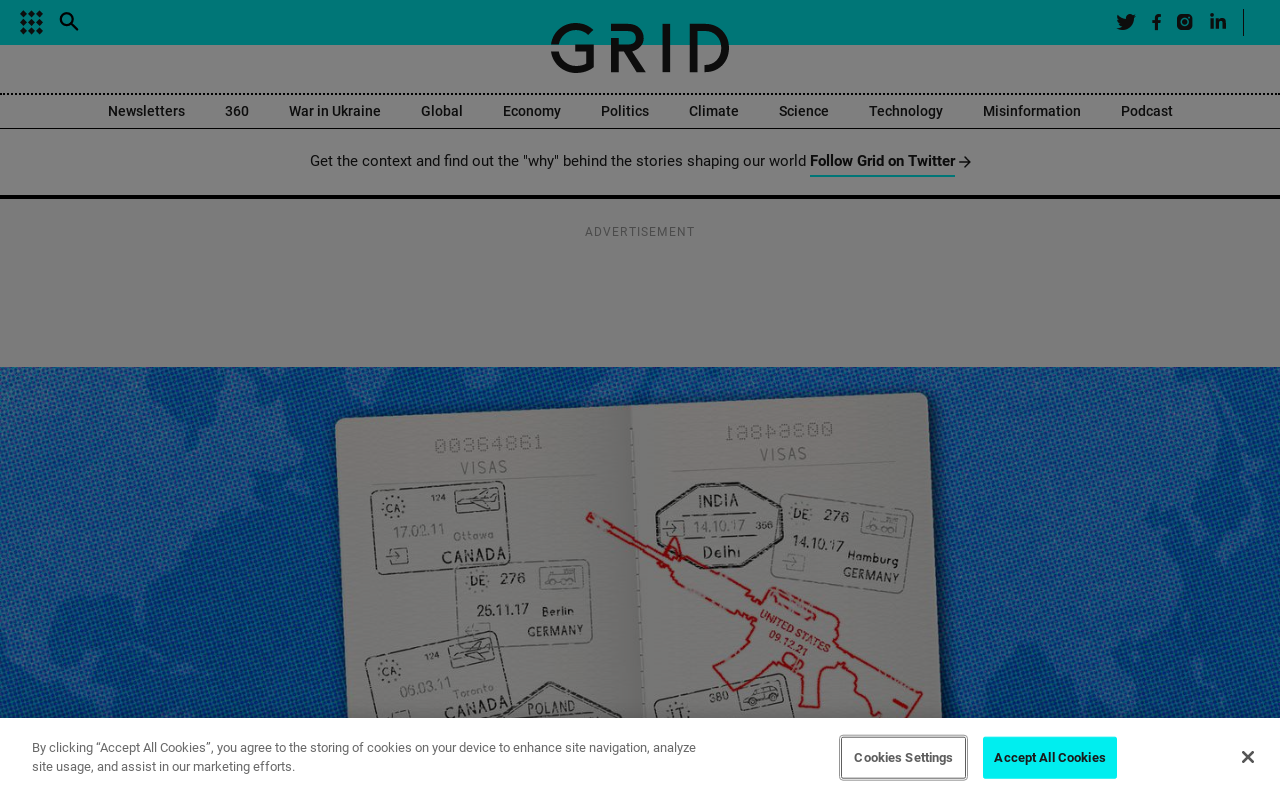 GRID
Newsletters 360 War in Ukraine Global Economy Politics Climate Science Technology Misinformation Podcast
Get the context and find out the "why" behind the stories shaping our world Follow Grid on Twitter
ADVERTISEMENT
00364861
VISAS
CA 124
17.02.11 Ottawa
CANADA
DE 276
25.11.17 Berlin
GERMANY
CA 124
06.03.11 Toronto
CANADA
POLAND
VISAS
INDIA
14.10.17 356
Delhi
DE 276
14.10.17 Hamburg
GERMANY
UNITED STATES
09.12.21
IT 380
By clicking “Accept All Cookies”, you agree to the storing of cookies on your device to enhance site navigation, analyze
site usage, and assist in our marketing efforts.
Cookies Settings
Accept All Cookies